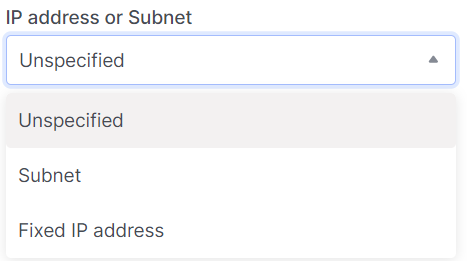 IP address or Subnet
Unspecified
Unspecified
Subnet
Fixed IP address